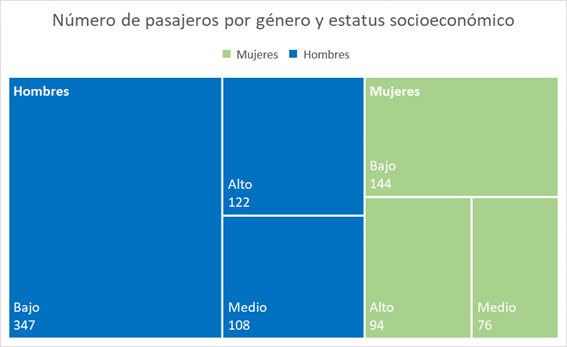 Número de pasajeros por género y estatus socioeconómico
Mujeres Hombres
Hombres
Bajo
347
Alto
122
Medio
108
Mujeres
Bajo
144
Alto
94
Medio
76